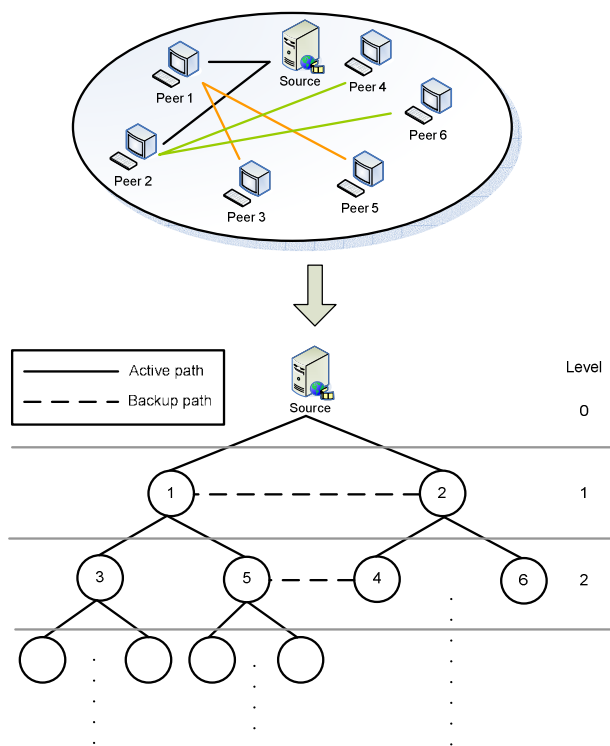 Source
Peer 4
Peer 1
Peer 6
Peer 2
Peer 3
Peer 5
Active path
Backup path
Source
Level
0
1
2
1
3
5
4
6
2